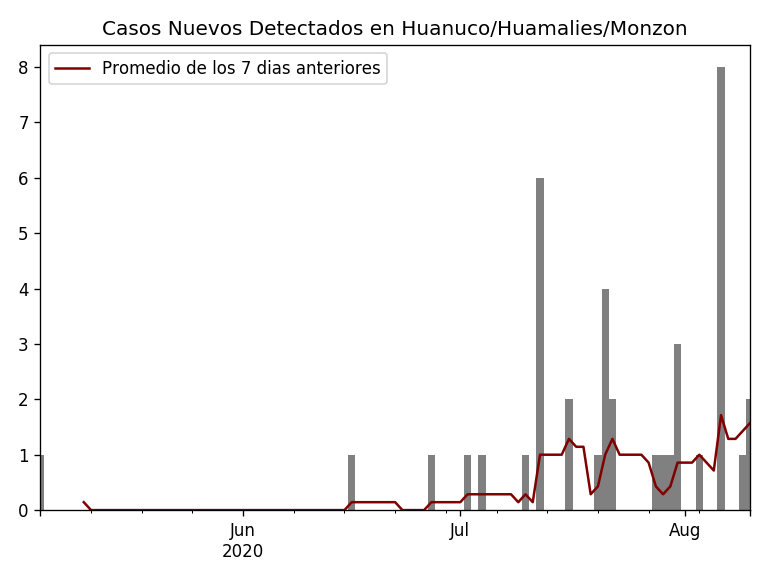 Casos Nuevos Detectados en Huanuco/Huamalies/Monzon
Promedio de los 7 dias anteriores
8
7
6
5
4
3
2
1
0
Jun
2020
Jul
Aug